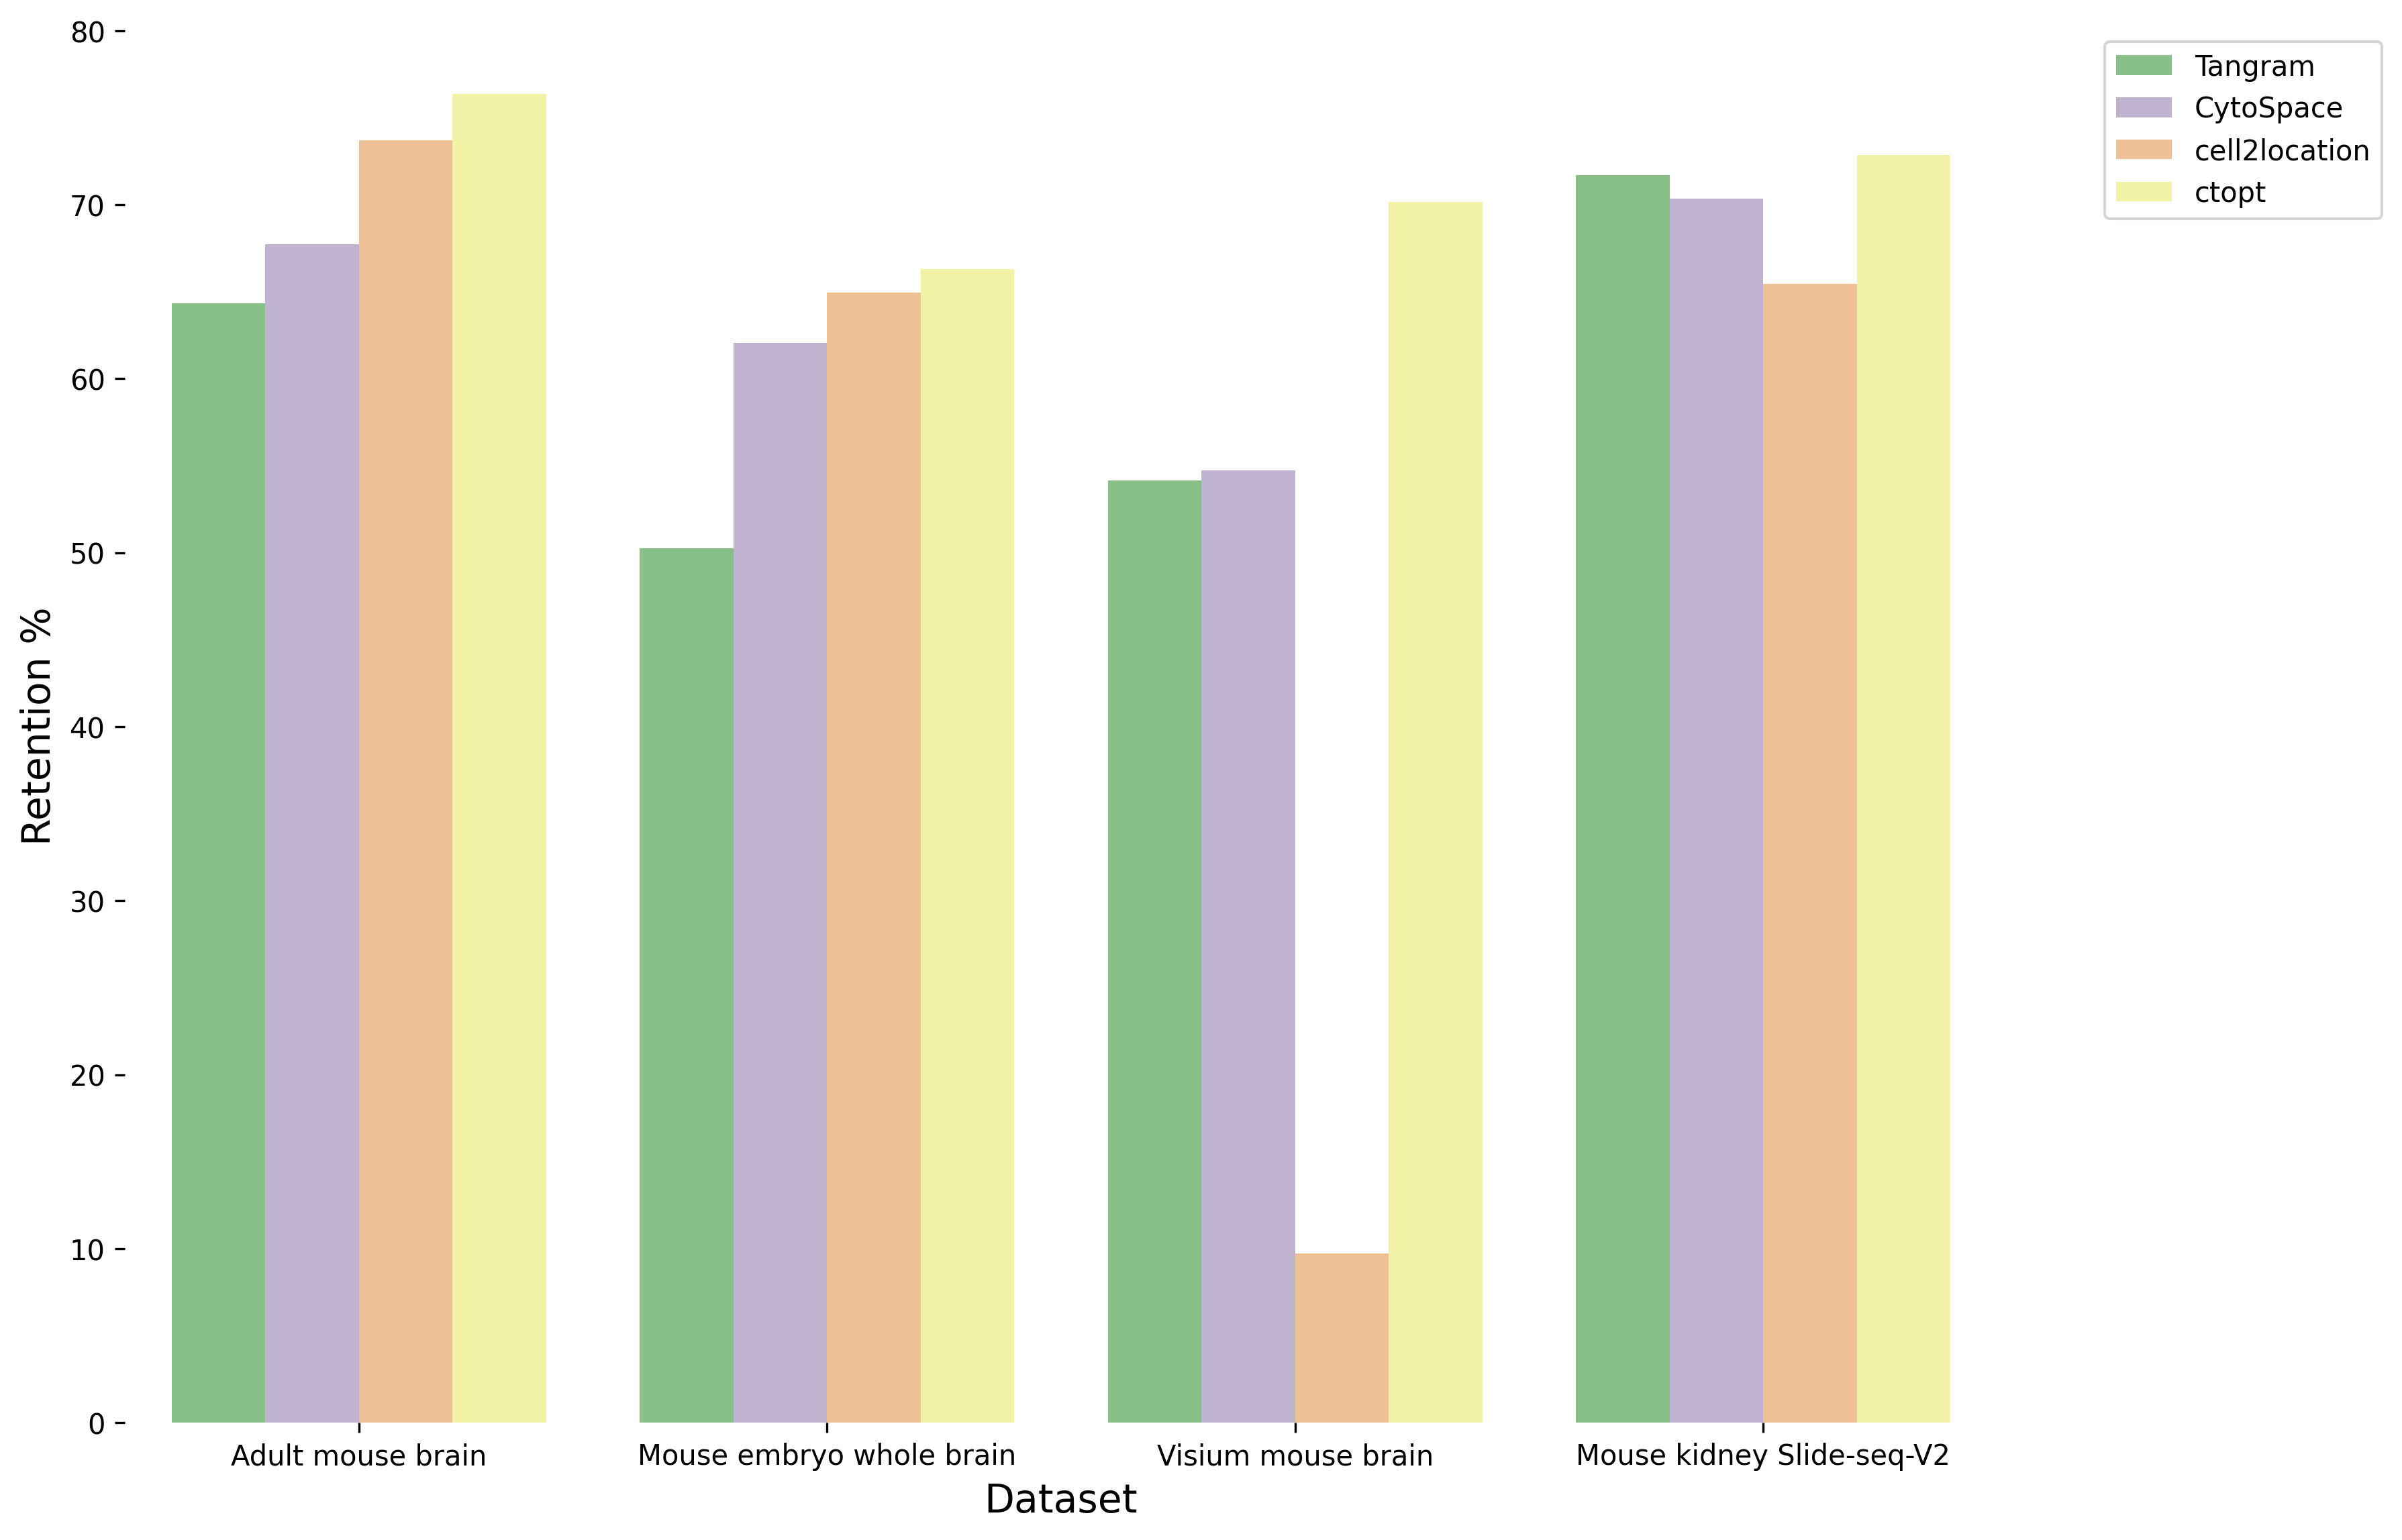 80
70
60
50
40
30
20
10
0
Retention %
Adult mouse brain
Mouse embryo whole brain
Visium mouse brain
Mouse kidney Slide-seq-V2
Dataset
Tangram
CytoSpace
cell2location
ctopt